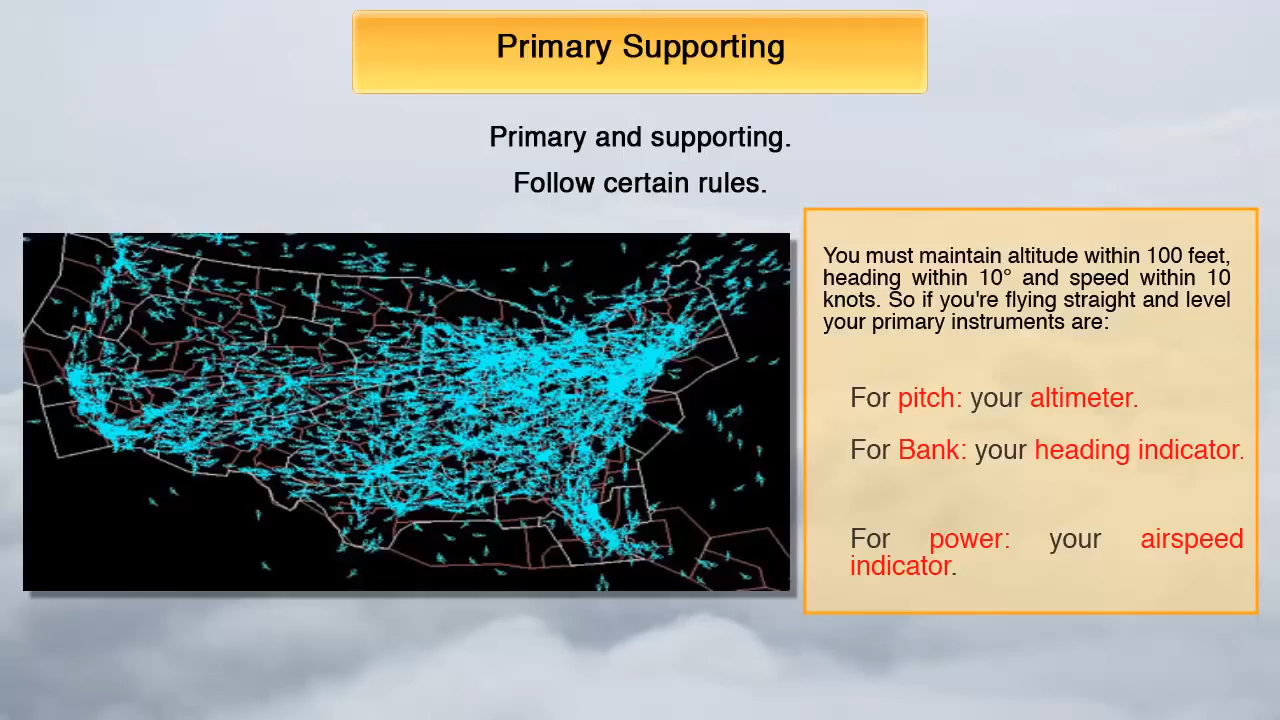 Primary Supporting
Primary and supporting.
Follow certain rules.
You must maintain altitude within 100 feet,
heading within 10° and speed within 10
knots. So if you're flying straight and level
your primary instruments are:
For pitch: your altimeter.
For Bank: your heading indicator.
For power: your airspeed
indicator.